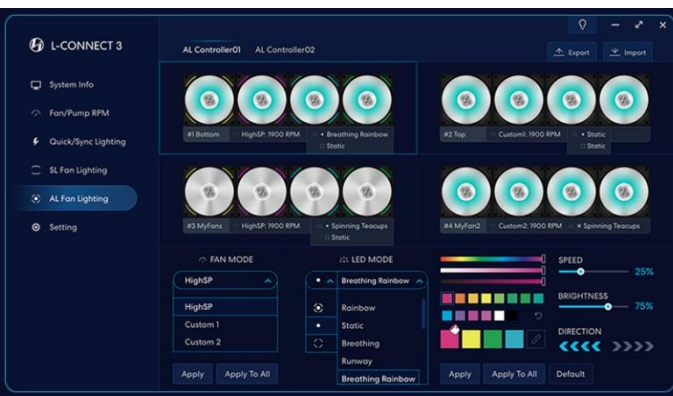 L-CONNECT 3
AL Controller01 AL Controller02
Export Import
System Info
Fan/Pump RPM
Quick/Sync Lighting
SL Fan Lighting
AL Fan Lighting
Setting
#1 Bottom HighSP: 1900 RPM • Breathing Rainbow
Static
#2 Top Custom1: 1900 RPM • Static
Static
#3 MyFans HighSP: 1900 RPM • Spinning Teacups
Static
#4 MyFan2 Custom2: 1900 RPM Spinning Teacups
FAN MODE
HighSP
HighSP
Custom 1
Custom 2
Apply Apply To All
LED MODE
Breathing Rainbow
Rainbow
Static
Breathing
Runway
Breathing Rainbow
SPEED
25%
BRIGHTNESS
75%
DIRECTION
Apply Apply To All Default